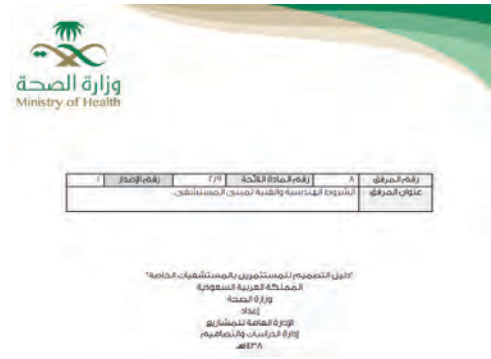 وزارة الصحة
Ministry of Health
رقم المرفق ٨ رقم المادة اللائحة ٢/٩ رقم الإصدار ١
عنوان المرفق الشروط الهندسية والفنية لمبنى المستشفى.
"دليل التصميم للمستثمرين بالمستشفيات الخاصة"
المملكة العربية السعودية
وزارة الصحة
إعداد
الإدارة العامة للمشاريع
إدارة الدراسات والتصاميم
١٤٣٨هـ